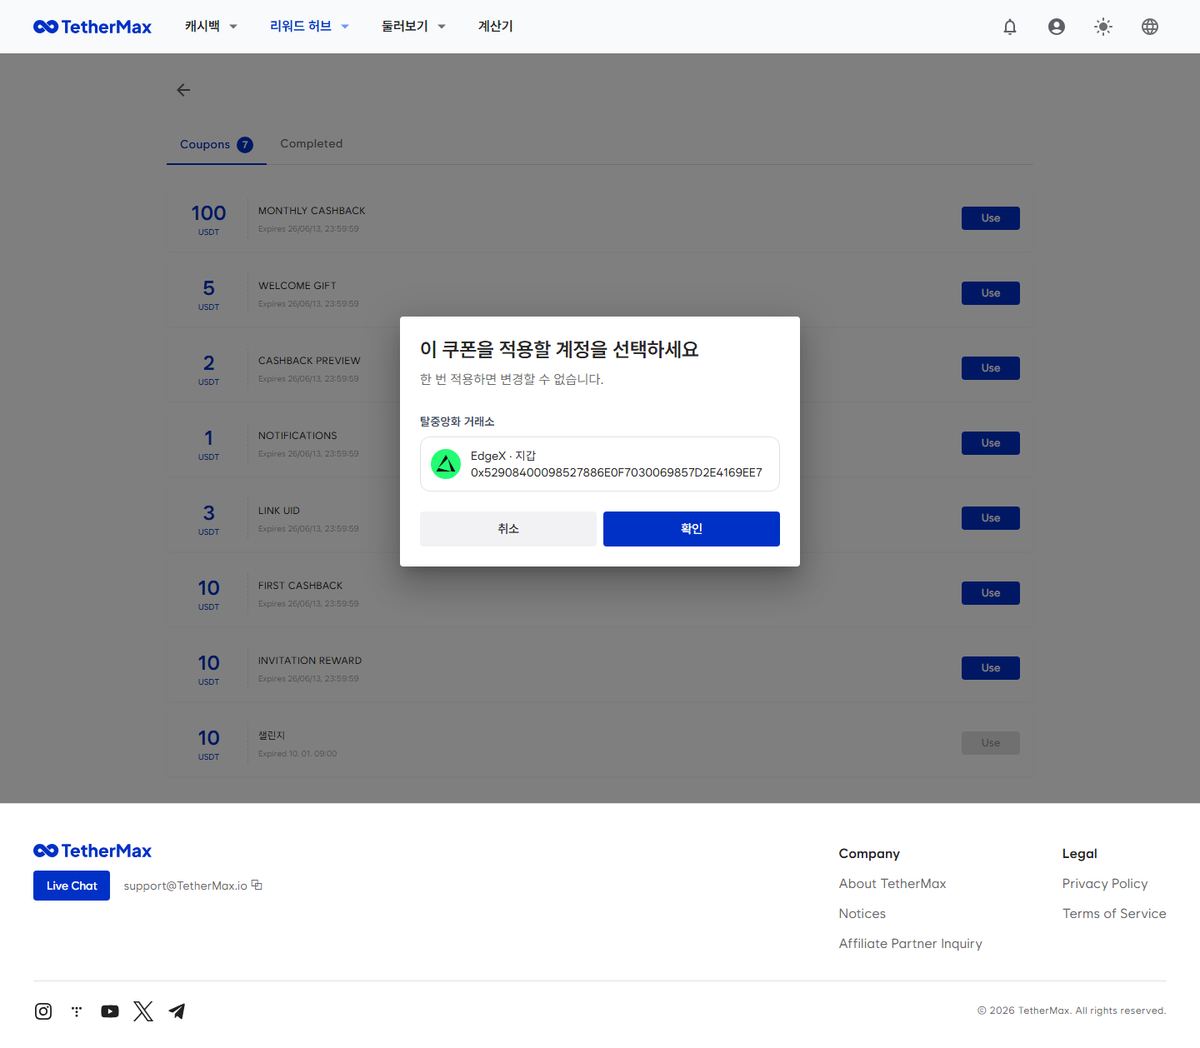 TetherMax
캐시백
리워드 허브
둘러보기
계산기
Coupons 7
Completed
100
USDT
MONTHLY CASHBACK
Expires 26/06/13, 23:59:59
Use
5
USDT
WELCOME GIFT
Expires 26/06/13, 23:59:59
Use
2
USDT
CASHBACK PREVIEW
Expires 26/06/13, 23:59:59
Use
1
USDT
NOTIFICATIONS
Expires 26/06/13, 23:59:59
Use
3
USDT
LINK UID
Expires 26/06/13, 23:59:59
Use
10
USDT
FIRST CASHBACK
Expires 26/06/13, 23:59:59
Use
10
USDT
INVITATION REWARD
Expires 26/06/13, 23:59:59
Use
10
USDT
챌린지
Expired 10. 01. 09:00
Use
이 쿠폰을 적용할 계정을 선택하세요
한 번 적용하면 변경할 수 없습니다.
탈중앙화 거래소
EdgeX · 지갑
0x52908400098527886E0F7030069857D2E4169EE7
취소
확인
TetherMax
Live Chat
support@TetherMax.io
Company
About TetherMax
Notices
Affiliate Partner Inquiry
Legal
Privacy Policy
Terms of Service
© 2026 TetherMax. All rights reserved.